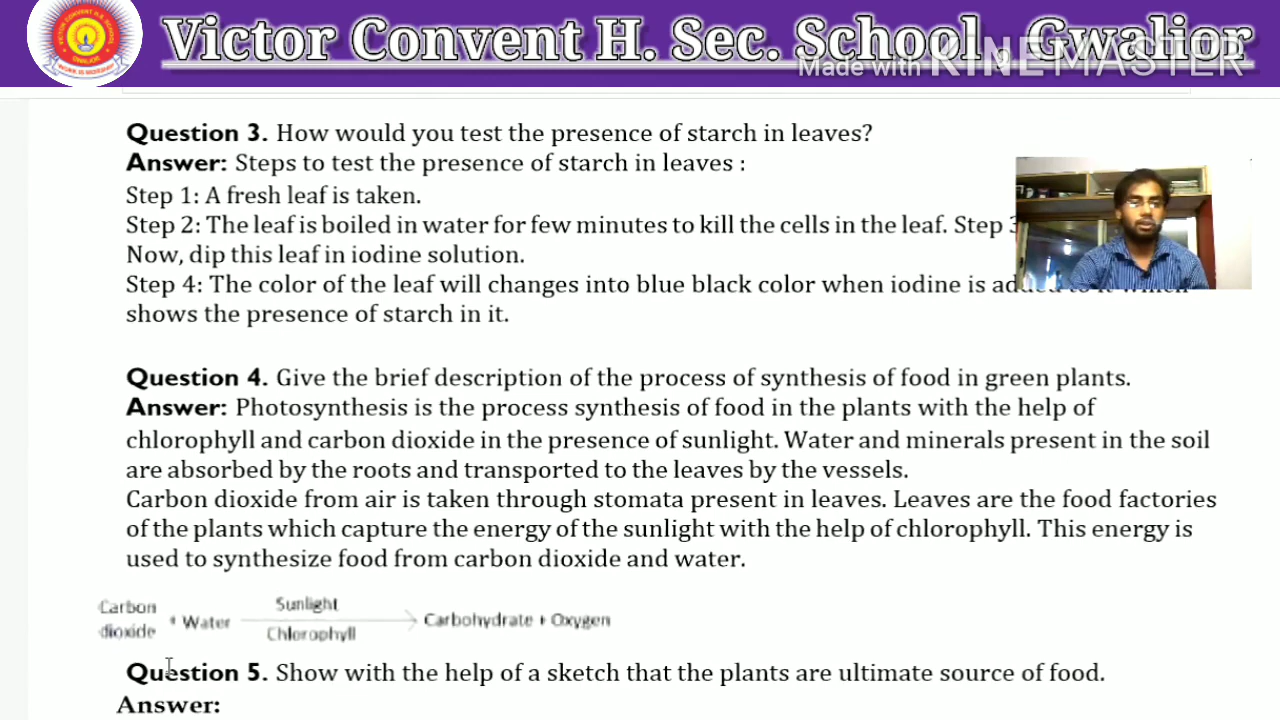 Victor Convent H. Sec. School, Gwalior
Made with KINEMASTER
Question 3. How would you test the presence of starch in leaves?
Answer: Steps to test the presence of starch in leaves :
Step 1: A fresh leaf is taken.
Step 2: The leaf is boiled in water for few minutes to kill the cells in the leaf. Step 3
Now, dip this leaf in iodine solution.
Step 4: The color of the leaf will changes into blue black color when iodine is added to it which
shows the presence of starch in it.
Question 4. Give the brief description of the process of synthesis of food in green plants.
Answer: Photosynthesis is the process synthesis of food in the plants with the help of
chlorophyll and carbon dioxide in the presence of sunlight. Water and minerals present in the soil
are absorbed by the roots and transported to the leaves by the vessels.
Carbon dioxide from air is taken through stomata present in leaves. Leaves are the food factories
of the plants which capture the energy of the sunlight with the help of chlorophyll. This energy is
used to synthesize food from carbon dioxide and water.
Carbon dioxide + Water Sunlight Chlorophyll → Carbohydrate + Oxygen
Question 5. Show with the help of a sketch that the plants are ultimate source of food.
Answer: